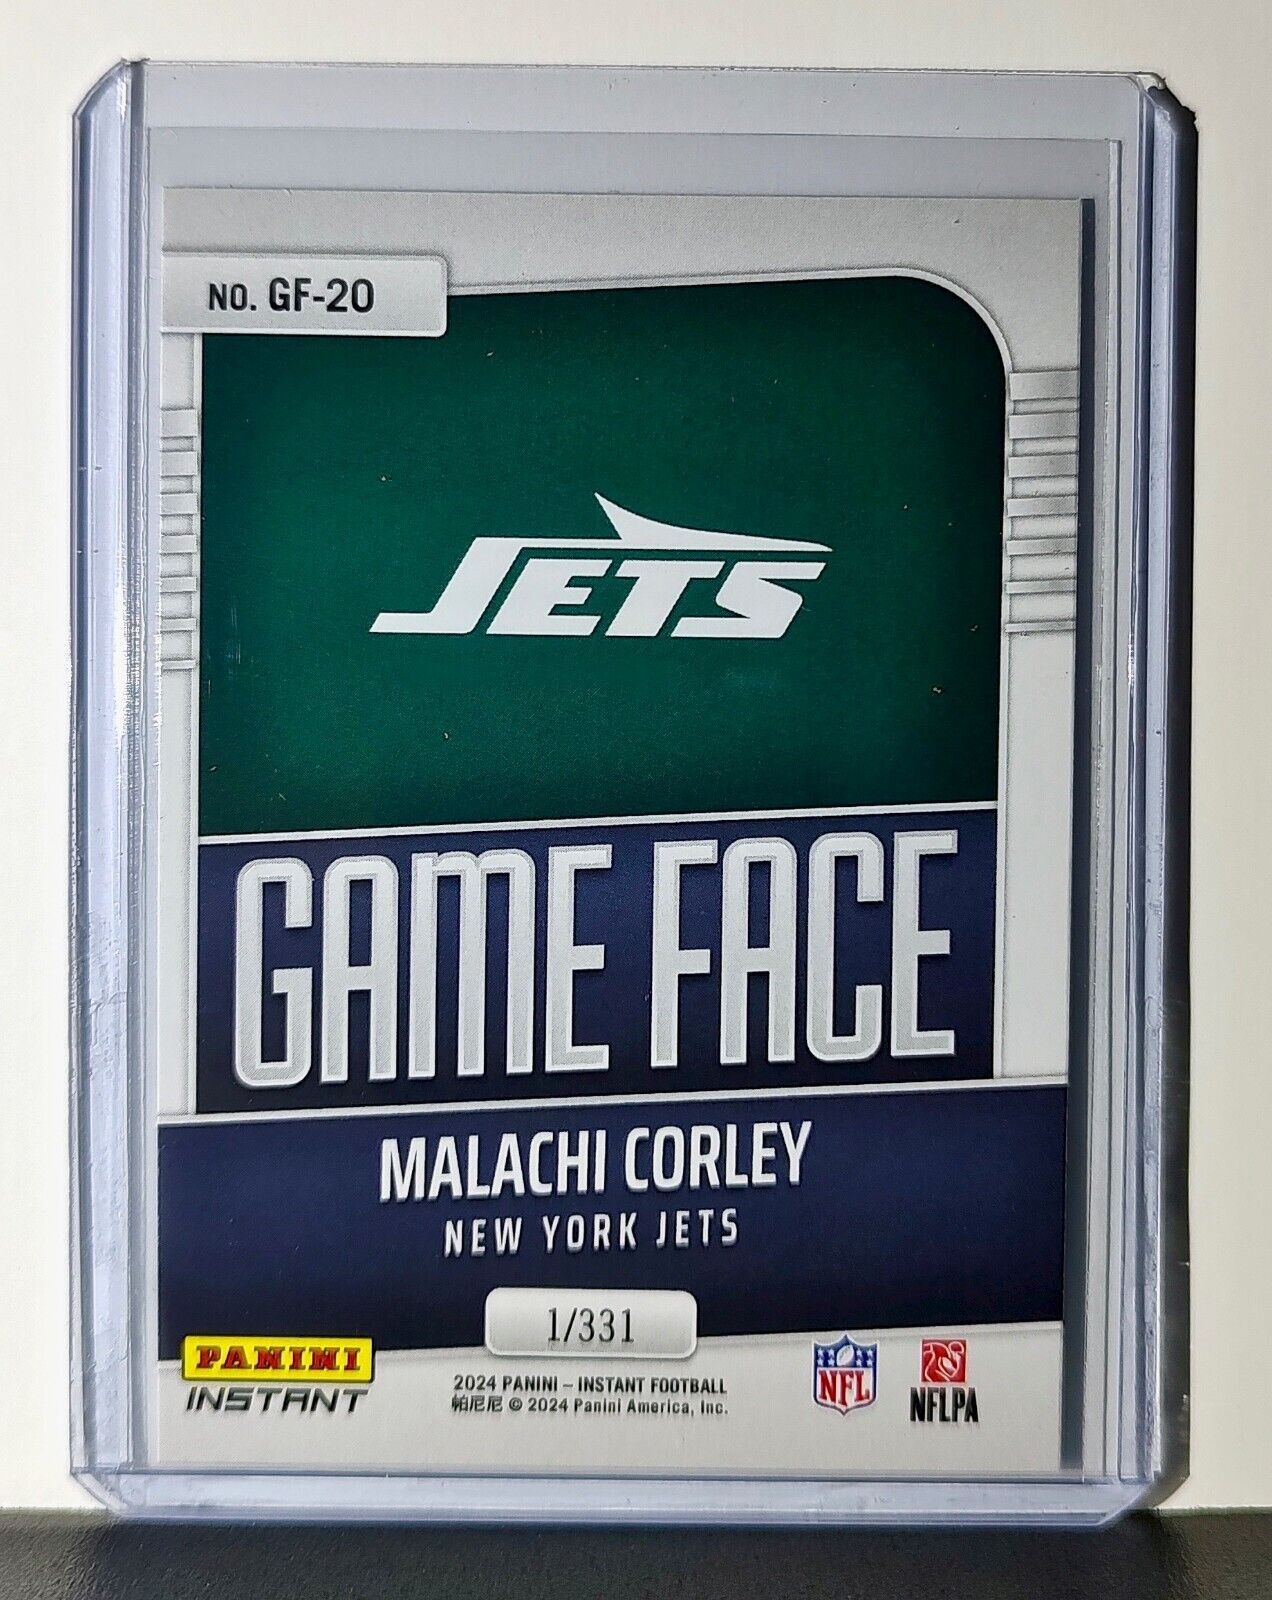 NO. GF-20
JETS
GAME FACE
MALACHI CORLEY
NEW YORK JETS
1/331
PANINI
INSTANT
2024 PANINI – INSTANT FOOTBALL
帕尼尼 © 2024 Panini America, Inc.
NFL
NFLPA